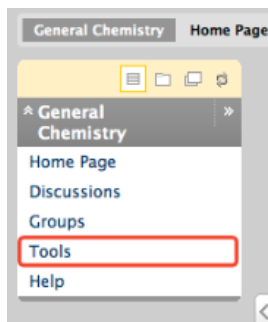 General Chemistry Home Page
General
Chemistry
Home Page
Discussions
Groups
Tools
Help